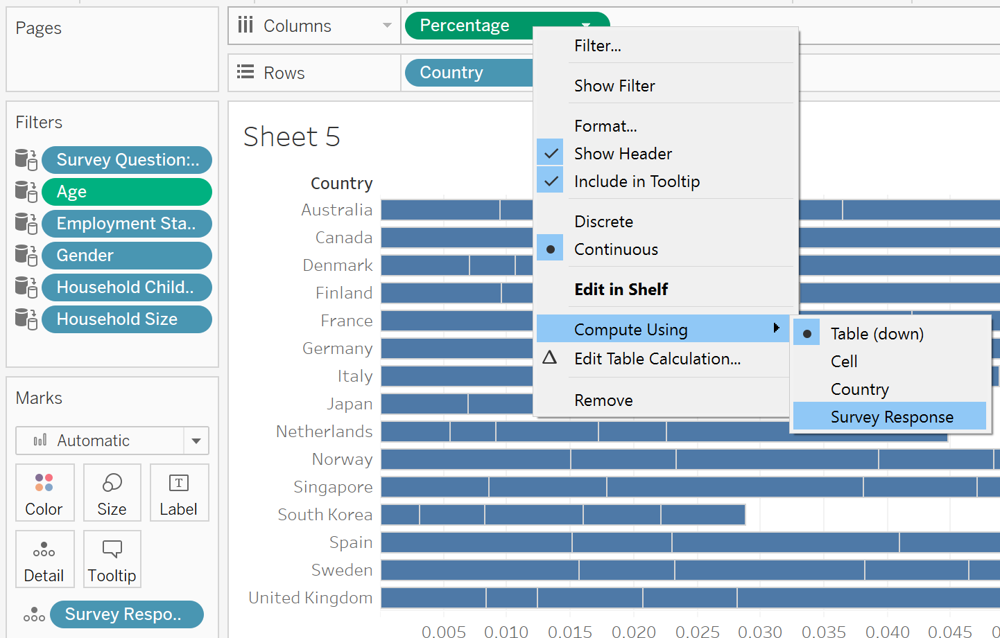 Pages
Columns
Percentage
Rows
Country
Filters
Survey Question:..
Age
Employment Sta..
Gender
Household Child..
Household Size
Marks
Automatic
Color
Size
T
Label
Detail
Tooltip
Survey Respo..
Sheet 5
Country
Australia
Canada
Denmark
Finland
France
Germany
Italy
Japan
Netherlands
Norway
Singapore
South Korea
Spain
Sweden
United Kingdom
0.005 0.010 0.015 0.020 0.025 0.030 0.035 0.040 0.045
Filter...
Show Filter
Format...
Show Header
Include in Tooltip
Discrete
Continuous
Edit in Shelf
Compute Using
Edit Table Calculation...
Remove
Table (down)
Cell
Country
Survey Response